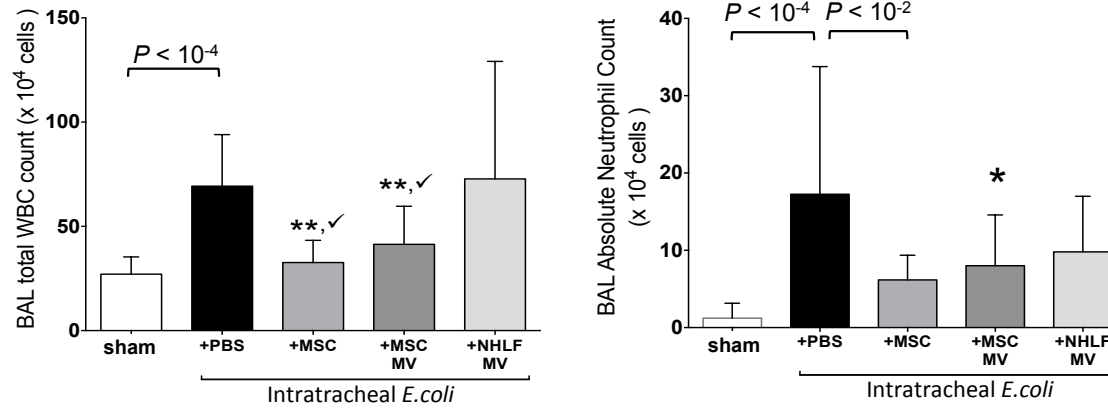 BAL total WBC count (x 10⁴ cells)
150
100
50
0
P < 10⁻⁴
**,✓
**,✓
sham
+PBS
+MSC
+MSC
MV
+NHLF
MV
Intratracheal E.coli
BAL Absolute Neutrophil Count
(x 10⁴ cells)
40
30
20
10
0
P < 10⁻⁴
P < 10⁻²
*
sham
+PBS
+MSC
+MSC
MV
+NHLF
MV
Intratracheal E.coli